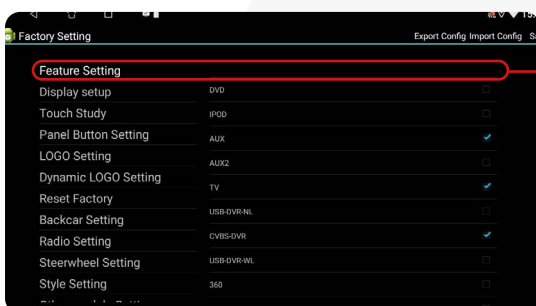 15:
Factory Setting
Export Config Import Config Sa
Feature Setting
Display setup
DVD
Touch Study
IPOD
Panel Button Setting
AUX
LOGO Setting
AUX2
Dynamic LOGO Setting
TV
Reset Factory
USB-DVR-NL
Backcar Setting
CVBS-DVR
Radio Setting
Steerwheel Setting
USB-DVR-WL
Style Setting
360